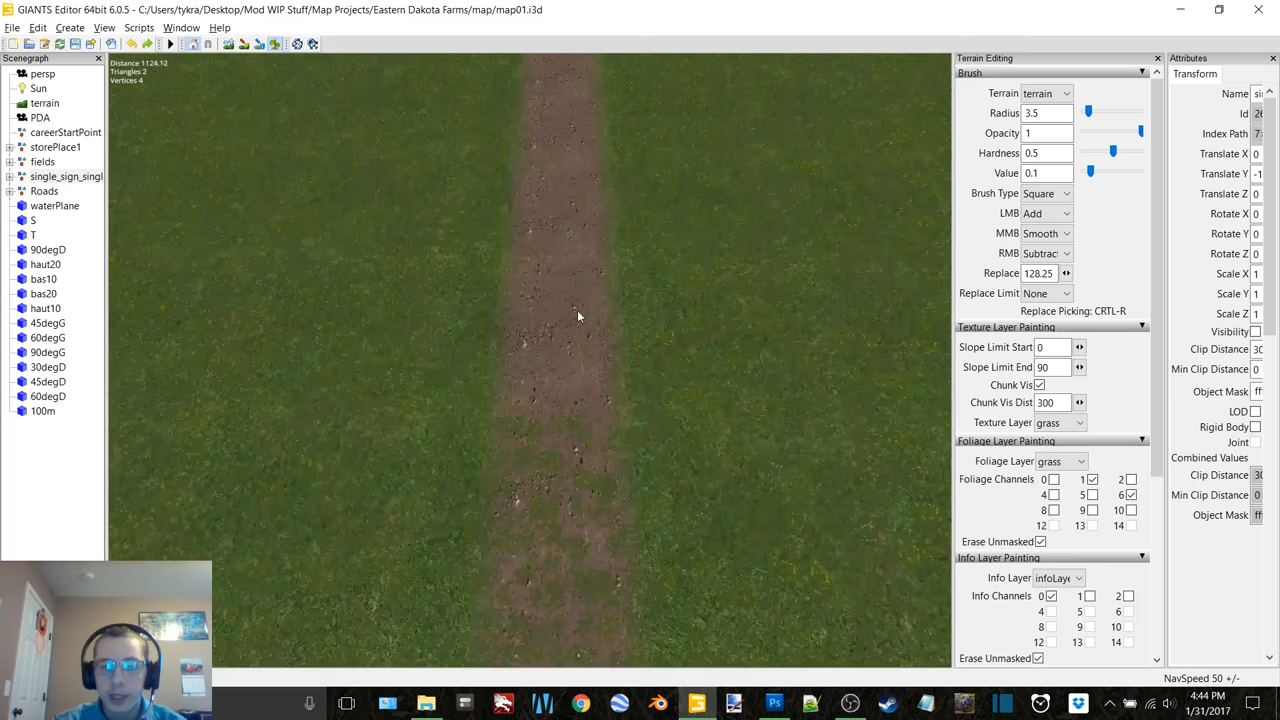 GIANTS Editor 64bit 6.0.5 - C:/Users/tykra/Desktop/Mod WIP Stuff/Map Projects/Eastern Dakota Farms/map/map01.i3d
File Edit Create View Scripts Window Help
Scenegraph
persp
Sun
terrain
PDA
careerStartPoint
storePlace1
fields
single_sign_singl
Roads
waterPlane
S
T
90degD
haut20
bas10
bas20
haut10
45degG
60degG
90degG
30degD
45degD
60degD
100m
Distance 1124.12
Triangles 2
Vertices 4
Terrain Editing
Brush
Terrain terrain
Radius 3.5
Opacity 1
Hardness 0.5
Value 0.1
Brush Type Square
LMB Add
MMB Smooth
RMB Subtrac
Replace 128.25
Replace Limit None
Replace Picking: CRTL-R
Texture Layer Painting
Slope Limit Start 0
Slope Limit End 90
Chunk Vis
Chunk Vis Dist 300
Texture Layer grass
Foliage Layer Painting
Foliage Layer grass
Foliage Channels 0 1 2
4 5 6
8 9 10
12 13 14
Erase Unmasked
Info Layer Painting
Info Layer infoLaye
Info Channels 0 1 2
4 5 6
8 9 10
12 13 14
Erase Unmasked
Attributes
Transform
Name
Id
Index Path 7
Translate X 0
Translate Y -1
Translate Z 0
Rotate X 0
Rotate Y 0
Rotate Z 0
Scale X 1
Scale Y 1
Scale Z 1
Visibility
Clip Distance 30
Min Clip Distance 0
Object Mask ff
LOD
Rigid Body
Joint
Combined Values
Clip Distance 30
Min Clip Distance 0
Object Mask ff
NavSpeed 50 +/-
4:44 PM
1/31/2017